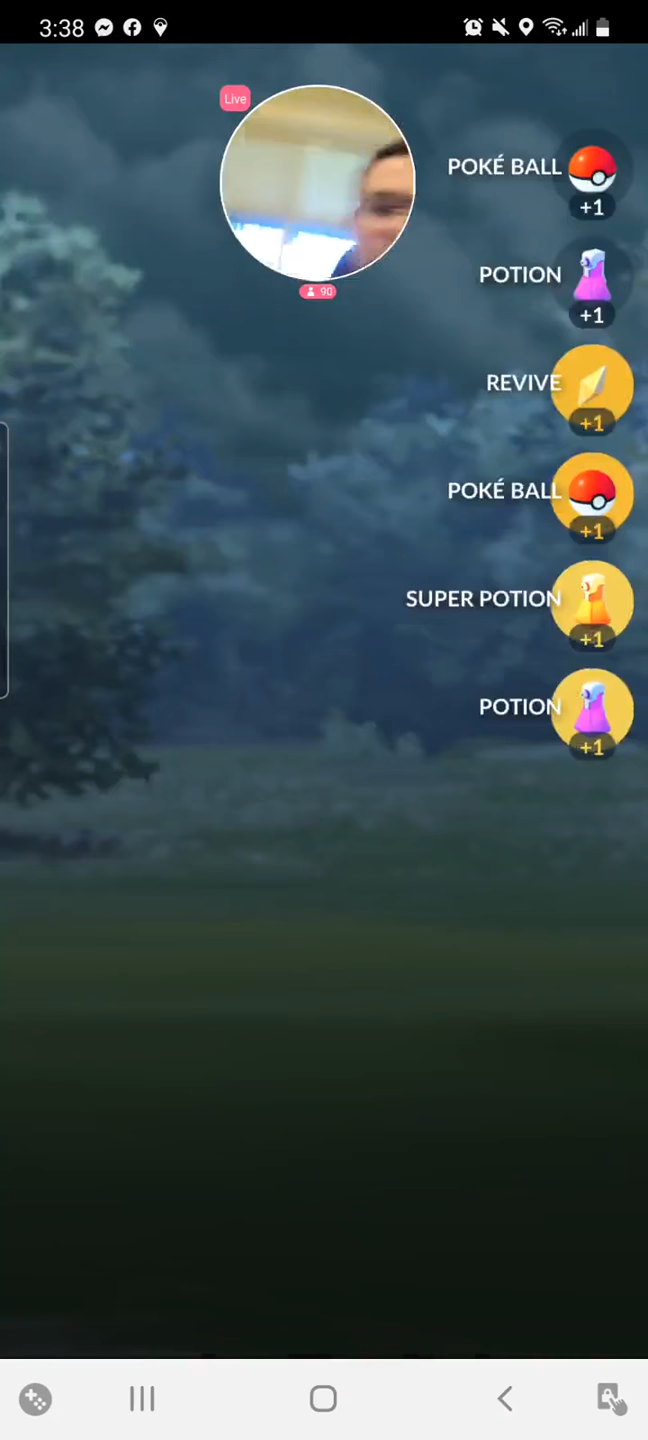 3:38
Live
90
POKÉ BALL
+1
POTION
+1
REVIVE
+1
POKÉ BALL
+1
SUPER POTION
+1
POTION
+1